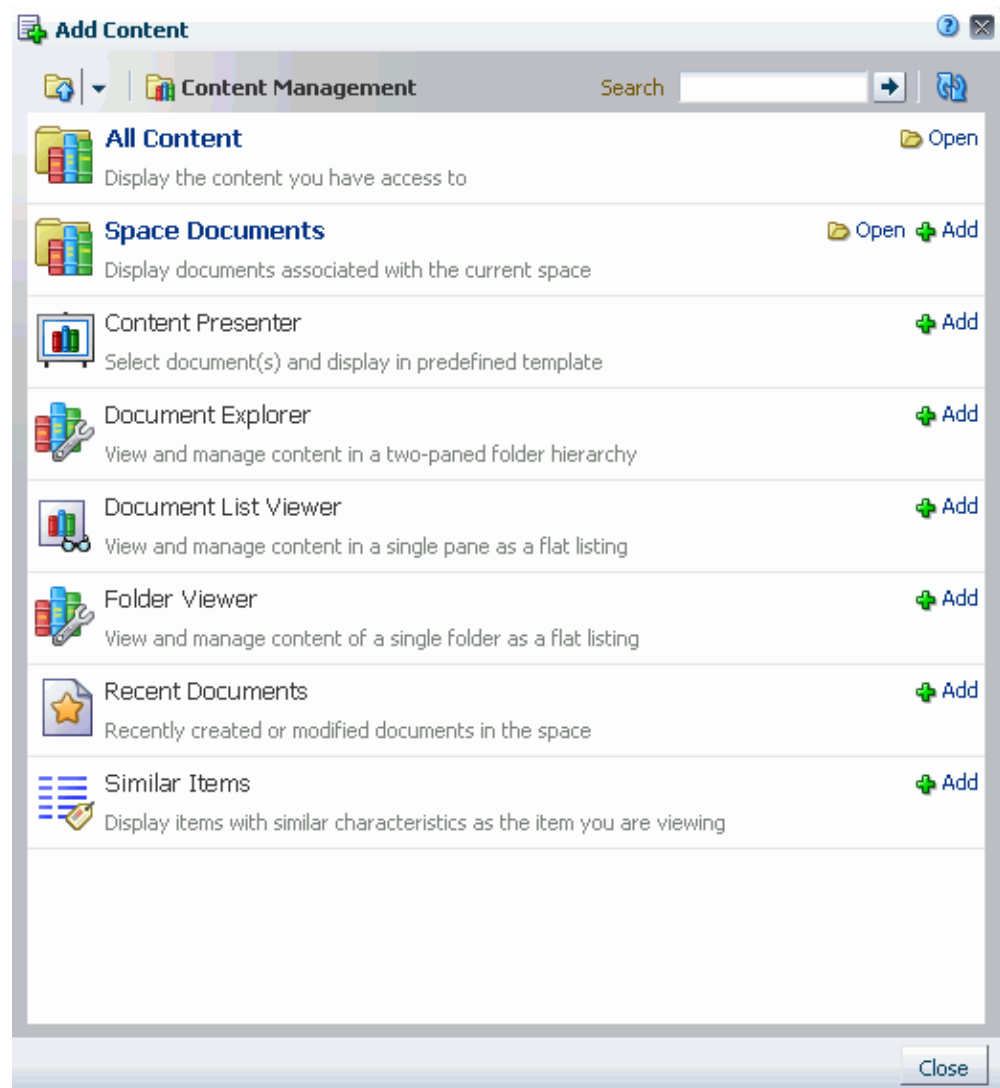 Add Content
Content Management Search
All Content Open
Display the content you have access to
Space Documents Open Add
Display documents associated with the current space
Content Presenter Add
Select document(s) and display in predefined template
Document Explorer Add
View and manage content in a two-paned folder hierarchy
Document List Viewer Add
View and manage content in a single pane as a flat listing
Folder Viewer Add
View and manage content of a single folder as a flat listing
Recent Documents Add
Recently created or modified documents in the space
Similar Items Add
Display items with similar characteristics as the item you are viewing
Close